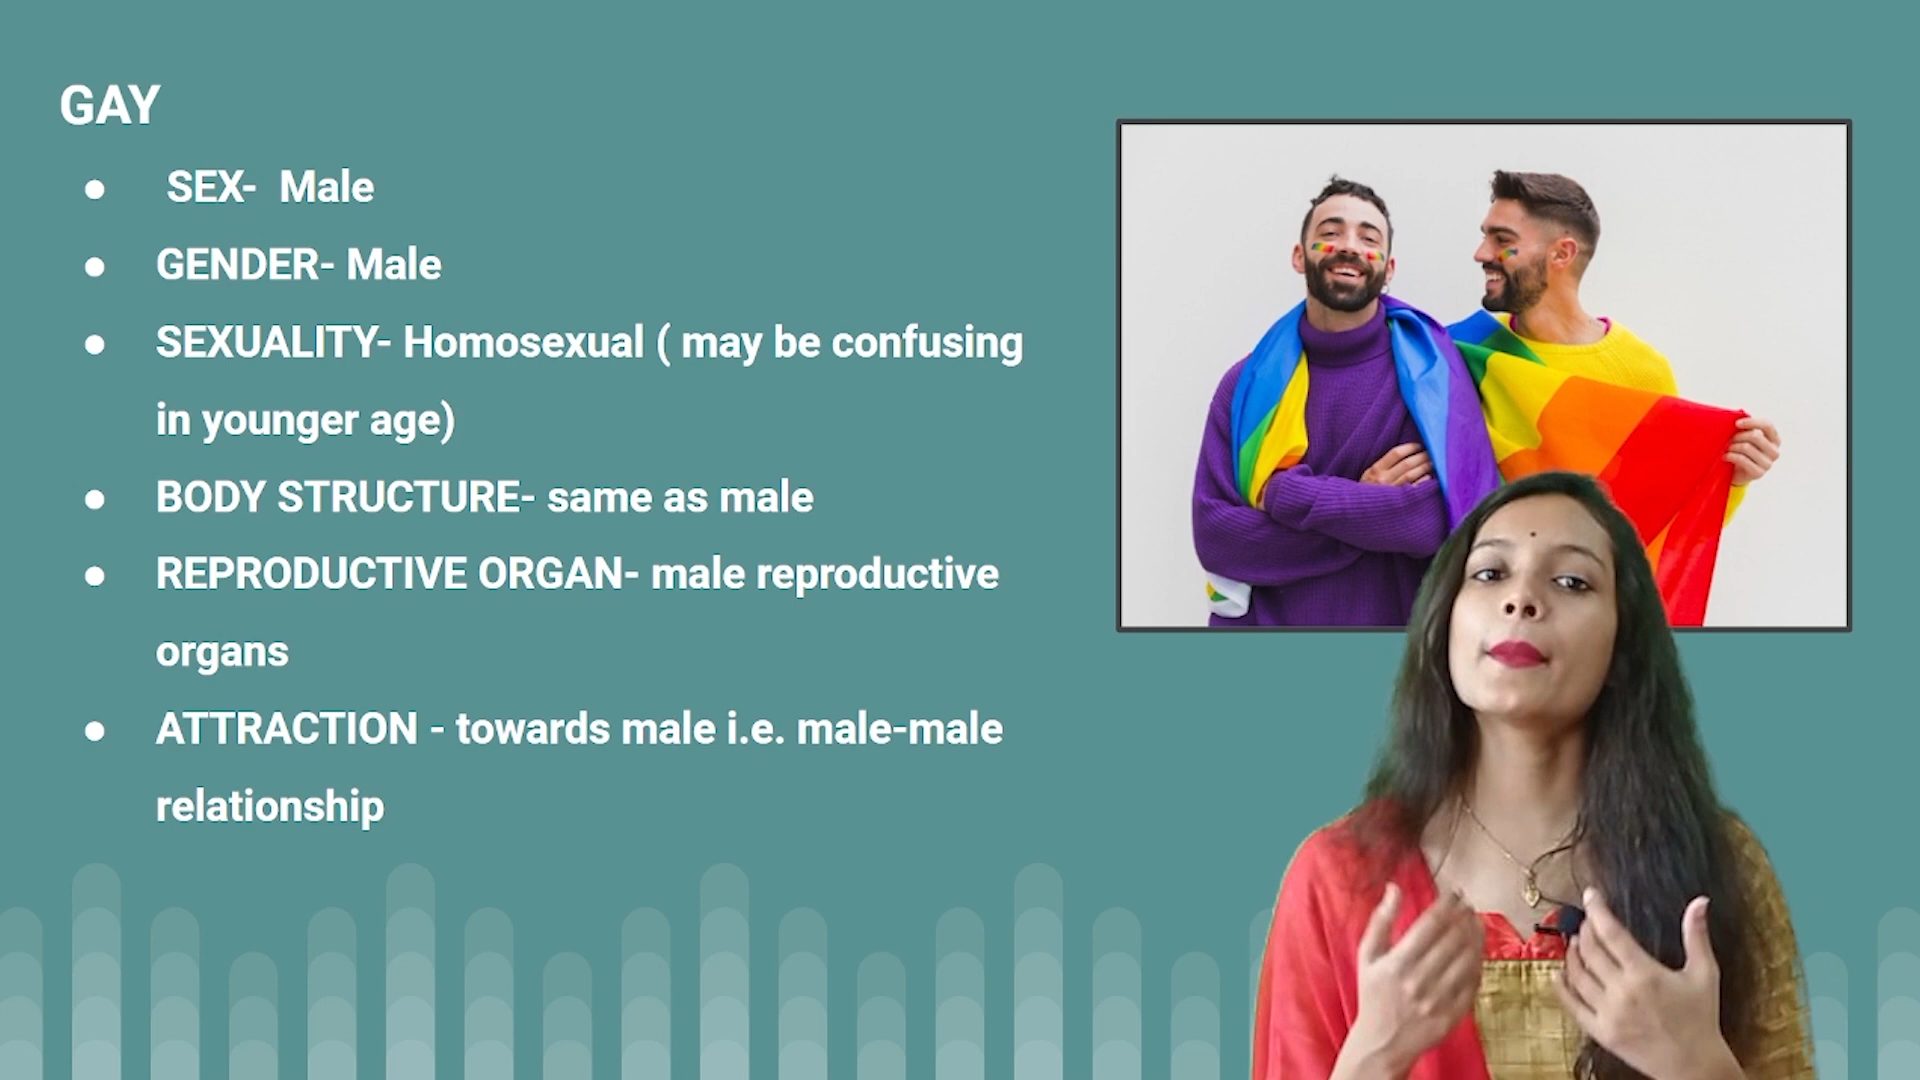 GAY
● SEX- Male
● GENDER- Male
● SEXUALITY- Homosexual ( may be confusing
in younger age)
● BODY STRUCTURE- same as male
● REPRODUCTIVE ORGAN- male reproductive
organs
● ATTRACTION - towards male i.e. male-male
relationship